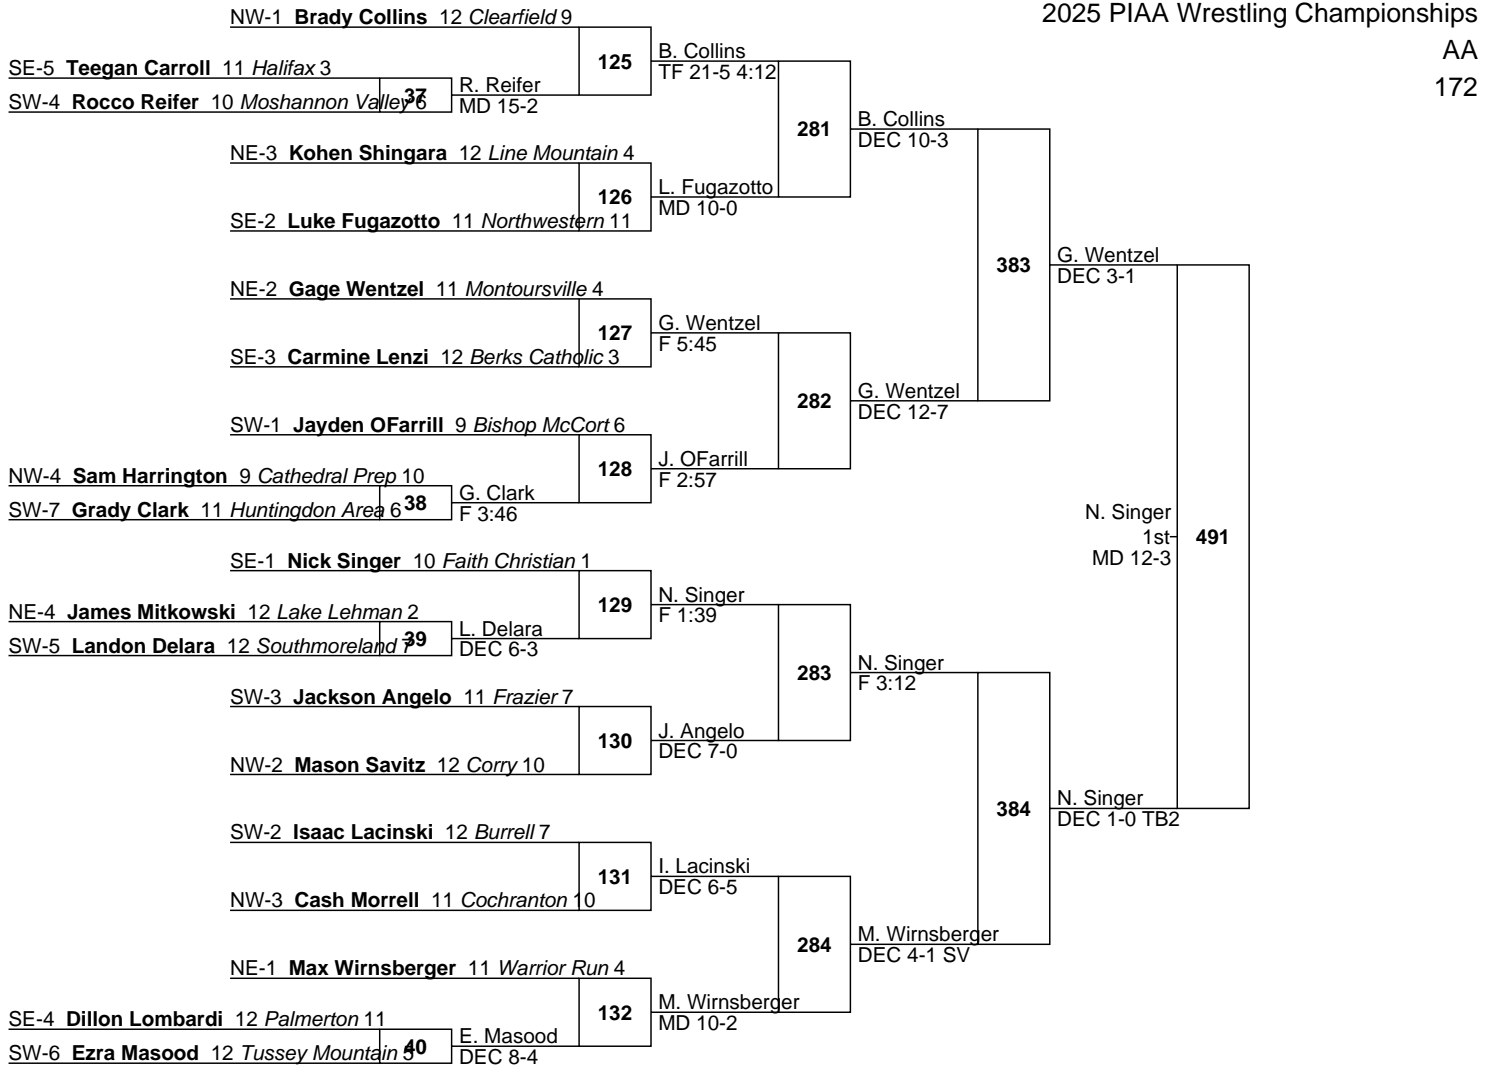 2025 PIAA Wrestling Championships
AA
172
NW-1 Brady Collins 12 Clearfield 9
SE-5 Teegan Carroll 11 Halifax 3
SW-4 Rocco Reifer 10 Moshannon Valley 6
37
R. Reifer
MD 15-2
125
B. Collins
TF 21-5 4:12
NE-3 Kohen Shingara 12 Line Mountain 4
SE-2 Luke Fugazotto 11 Northwestern 11
126
L. Fugazotto
MD 10-0
281
B. Collins
DEC 10-3
NE-2 Gage Wentzel 11 Montoursville 4
SE-3 Carmine Lenzi 12 Berks Catholic 3
127
G. Wentzel
F 5:45
SW-1 Jayden OFarrill 9 Bishop McCort 6
NW-4 Sam Harrington 9 Cathedral Prep 10
SW-7 Grady Clark 11 Huntingdon Area 6
38
G. Clark
F 3:46
128
J. OFarrill
F 2:57
282
G. Wentzel
DEC 12-7
383
G. Wentzel
DEC 3-1
SE-1 Nick Singer 10 Faith Christian 1
NE-4 James Mitkowski 12 Lake Lehman 2
SW-5 Landon Delara 12 Southmoreland 7
39
L. Delara
DEC 6-3
129
N. Singer
F 1:39
SW-3 Jackson Angelo 11 Frazier 7
NW-2 Mason Savitz 12 Corry 10
130
J. Angelo
DEC 7-0
283
N. Singer
F 3:12
SW-2 Isaac Lacinski 12 Burrell 7
NW-3 Cash Morrell 11 Cochranton 10
131
I. Lacinski
DEC 6-5
NE-1 Max Wirnsberger 11 Warrior Run 4
SE-4 Dillon Lombardi 12 Palmerton 11
SW-6 Ezra Masood 12 Tussey Mountain 5
40
E. Masood
DEC 8-4
132
M. Wirnsberger
MD 10-2
284
M. Wirnsberger
DEC 4-1 SV
384
N. Singer
DEC 1-0 TB2
N. Singer
1st
MD 12-3
491